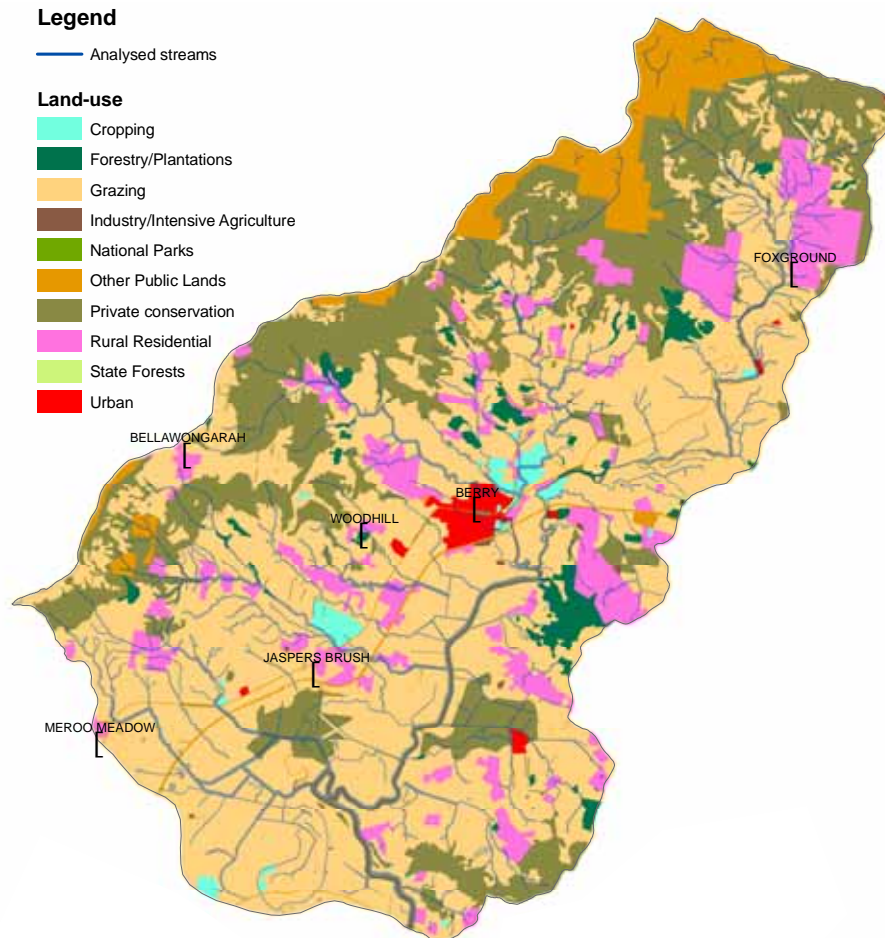 Legend
Analysed streams
Land-use
Cropping
Forestry/Plantations
Grazing
Industry/Intensive Agriculture
National Parks
Other Public Lands
Private conservation
Rural Residential
State Forests
Urban
FOXGROUND
BELLAWONGARAH
BERRY
WOODHILL
JASPERS BRUSH
MEROO MEADOW